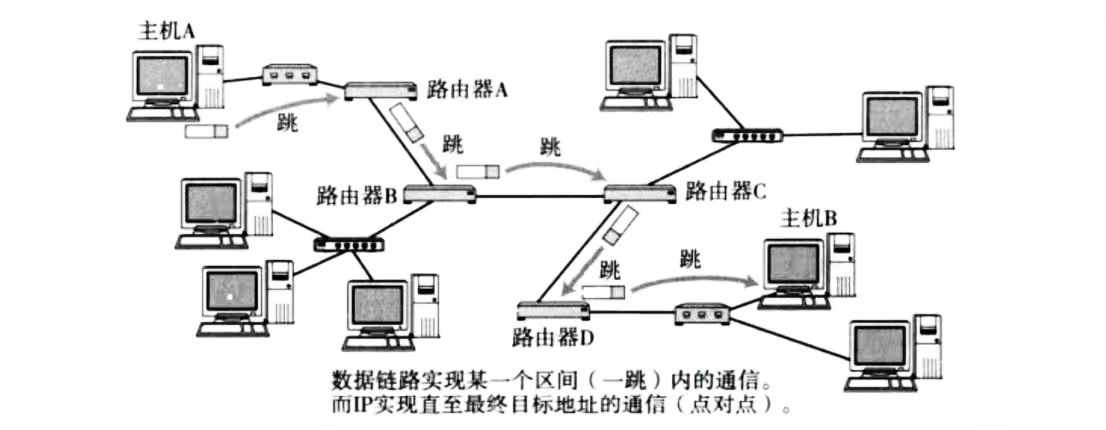 主机A
路由器A
跳
跳
跳
路由器B
路由器C
主机B
跳
跳
路由器D
数据链路实现某一个区间（一跳）内的通信。
而IP实现直至最终目标地址的通信（点对点）。